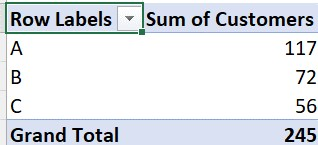 Row Labels Sum of Customers
A 117
B 72
C 56
Grand Total 245